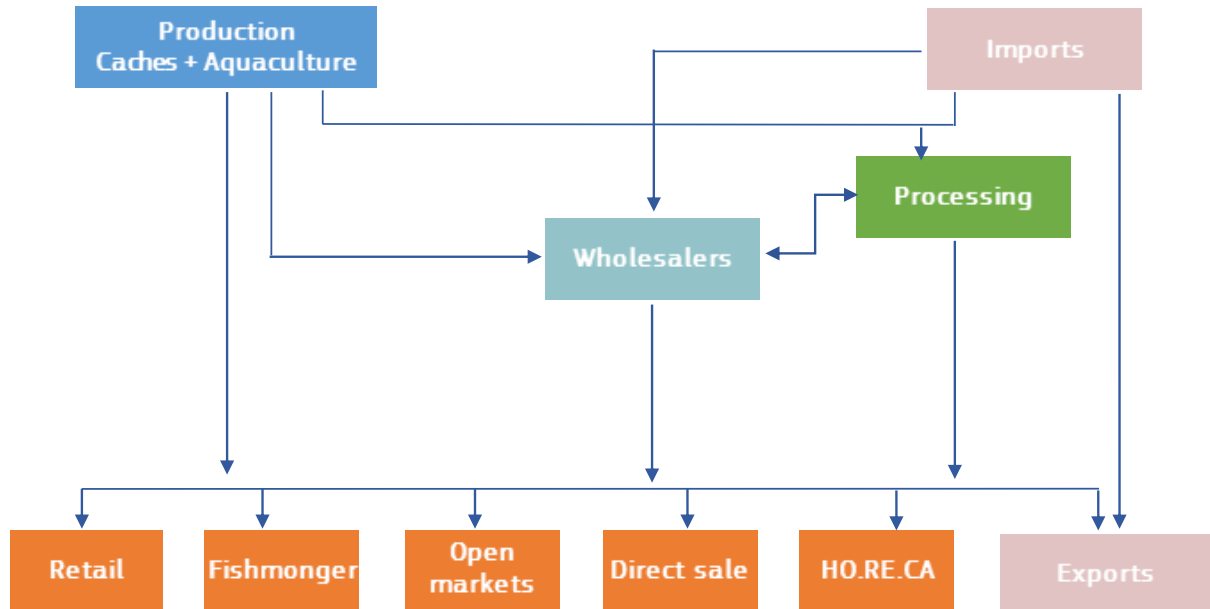 Production
Caches + Aquaculture
Imports
Processing
Wholesalers
Retail
Fishmonger
Open
markets
Direct sale
HO.RE.CA
Exports